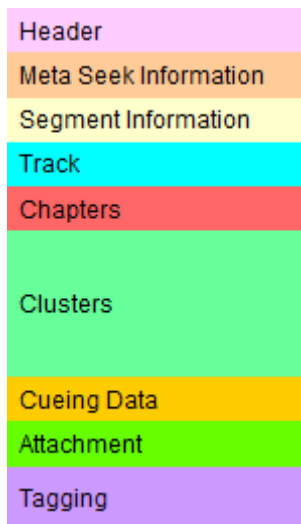 Header
Meta Seek Information
Segment Information
Track
Chapters
Clusters
Cueing Data
Attachment
Tagging